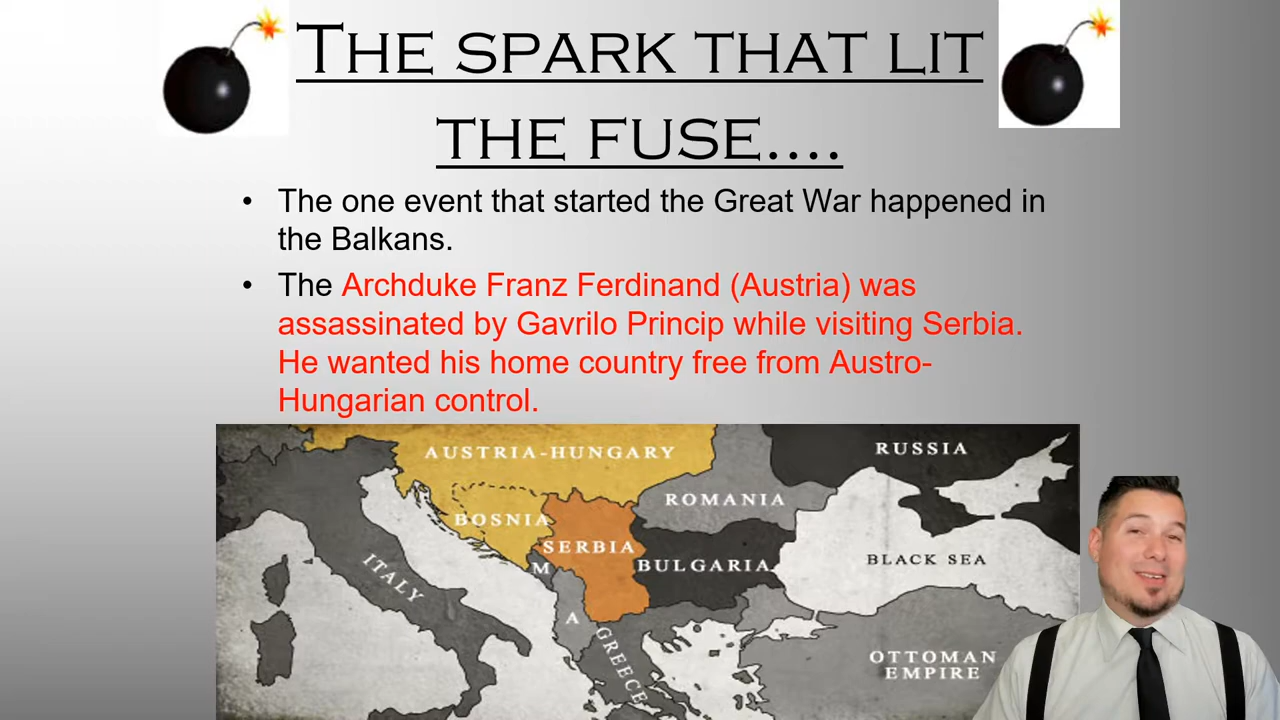 THE SPARK THAT LIT
THE FUSE....
• The one event that started the Great War happened in
the Balkans.
• The Archduke Franz Ferdinand (Austria) was
assassinated by Gavrilo Princip while visiting Serbia.
He wanted his home country free from Austro-
Hungarian control.
AUSTRIA-HUNGARY
RUSSIA
ROMANIA
BOSNIA
SERBIA
M
BULGARIA
BLACK SEA
ITALY
A
GREECE
OTTOMAN
EMPIRE